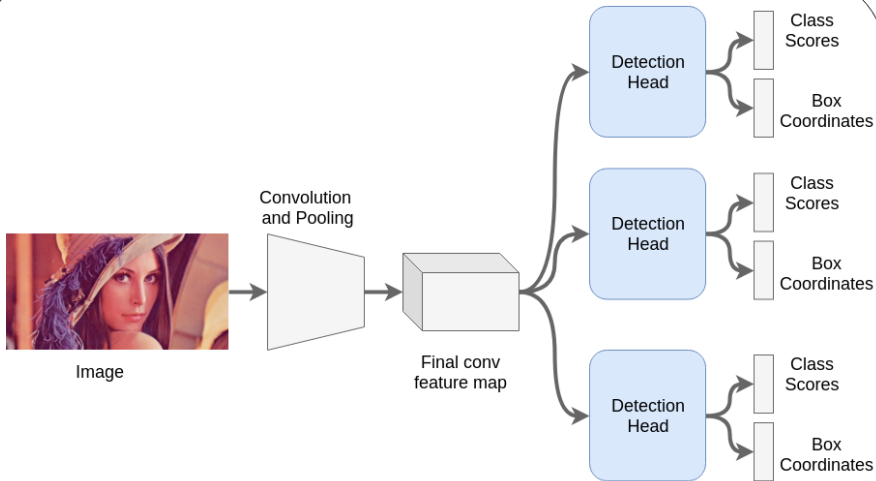 Image
Convolution
and Pooling
Final conv
feature map
Detection
Head
Class
Scores
Box
Coordinates
Detection
Head
Class
Scores
Box
Coordinates
Detection
Head
Class
Scores
Box
Coordinates